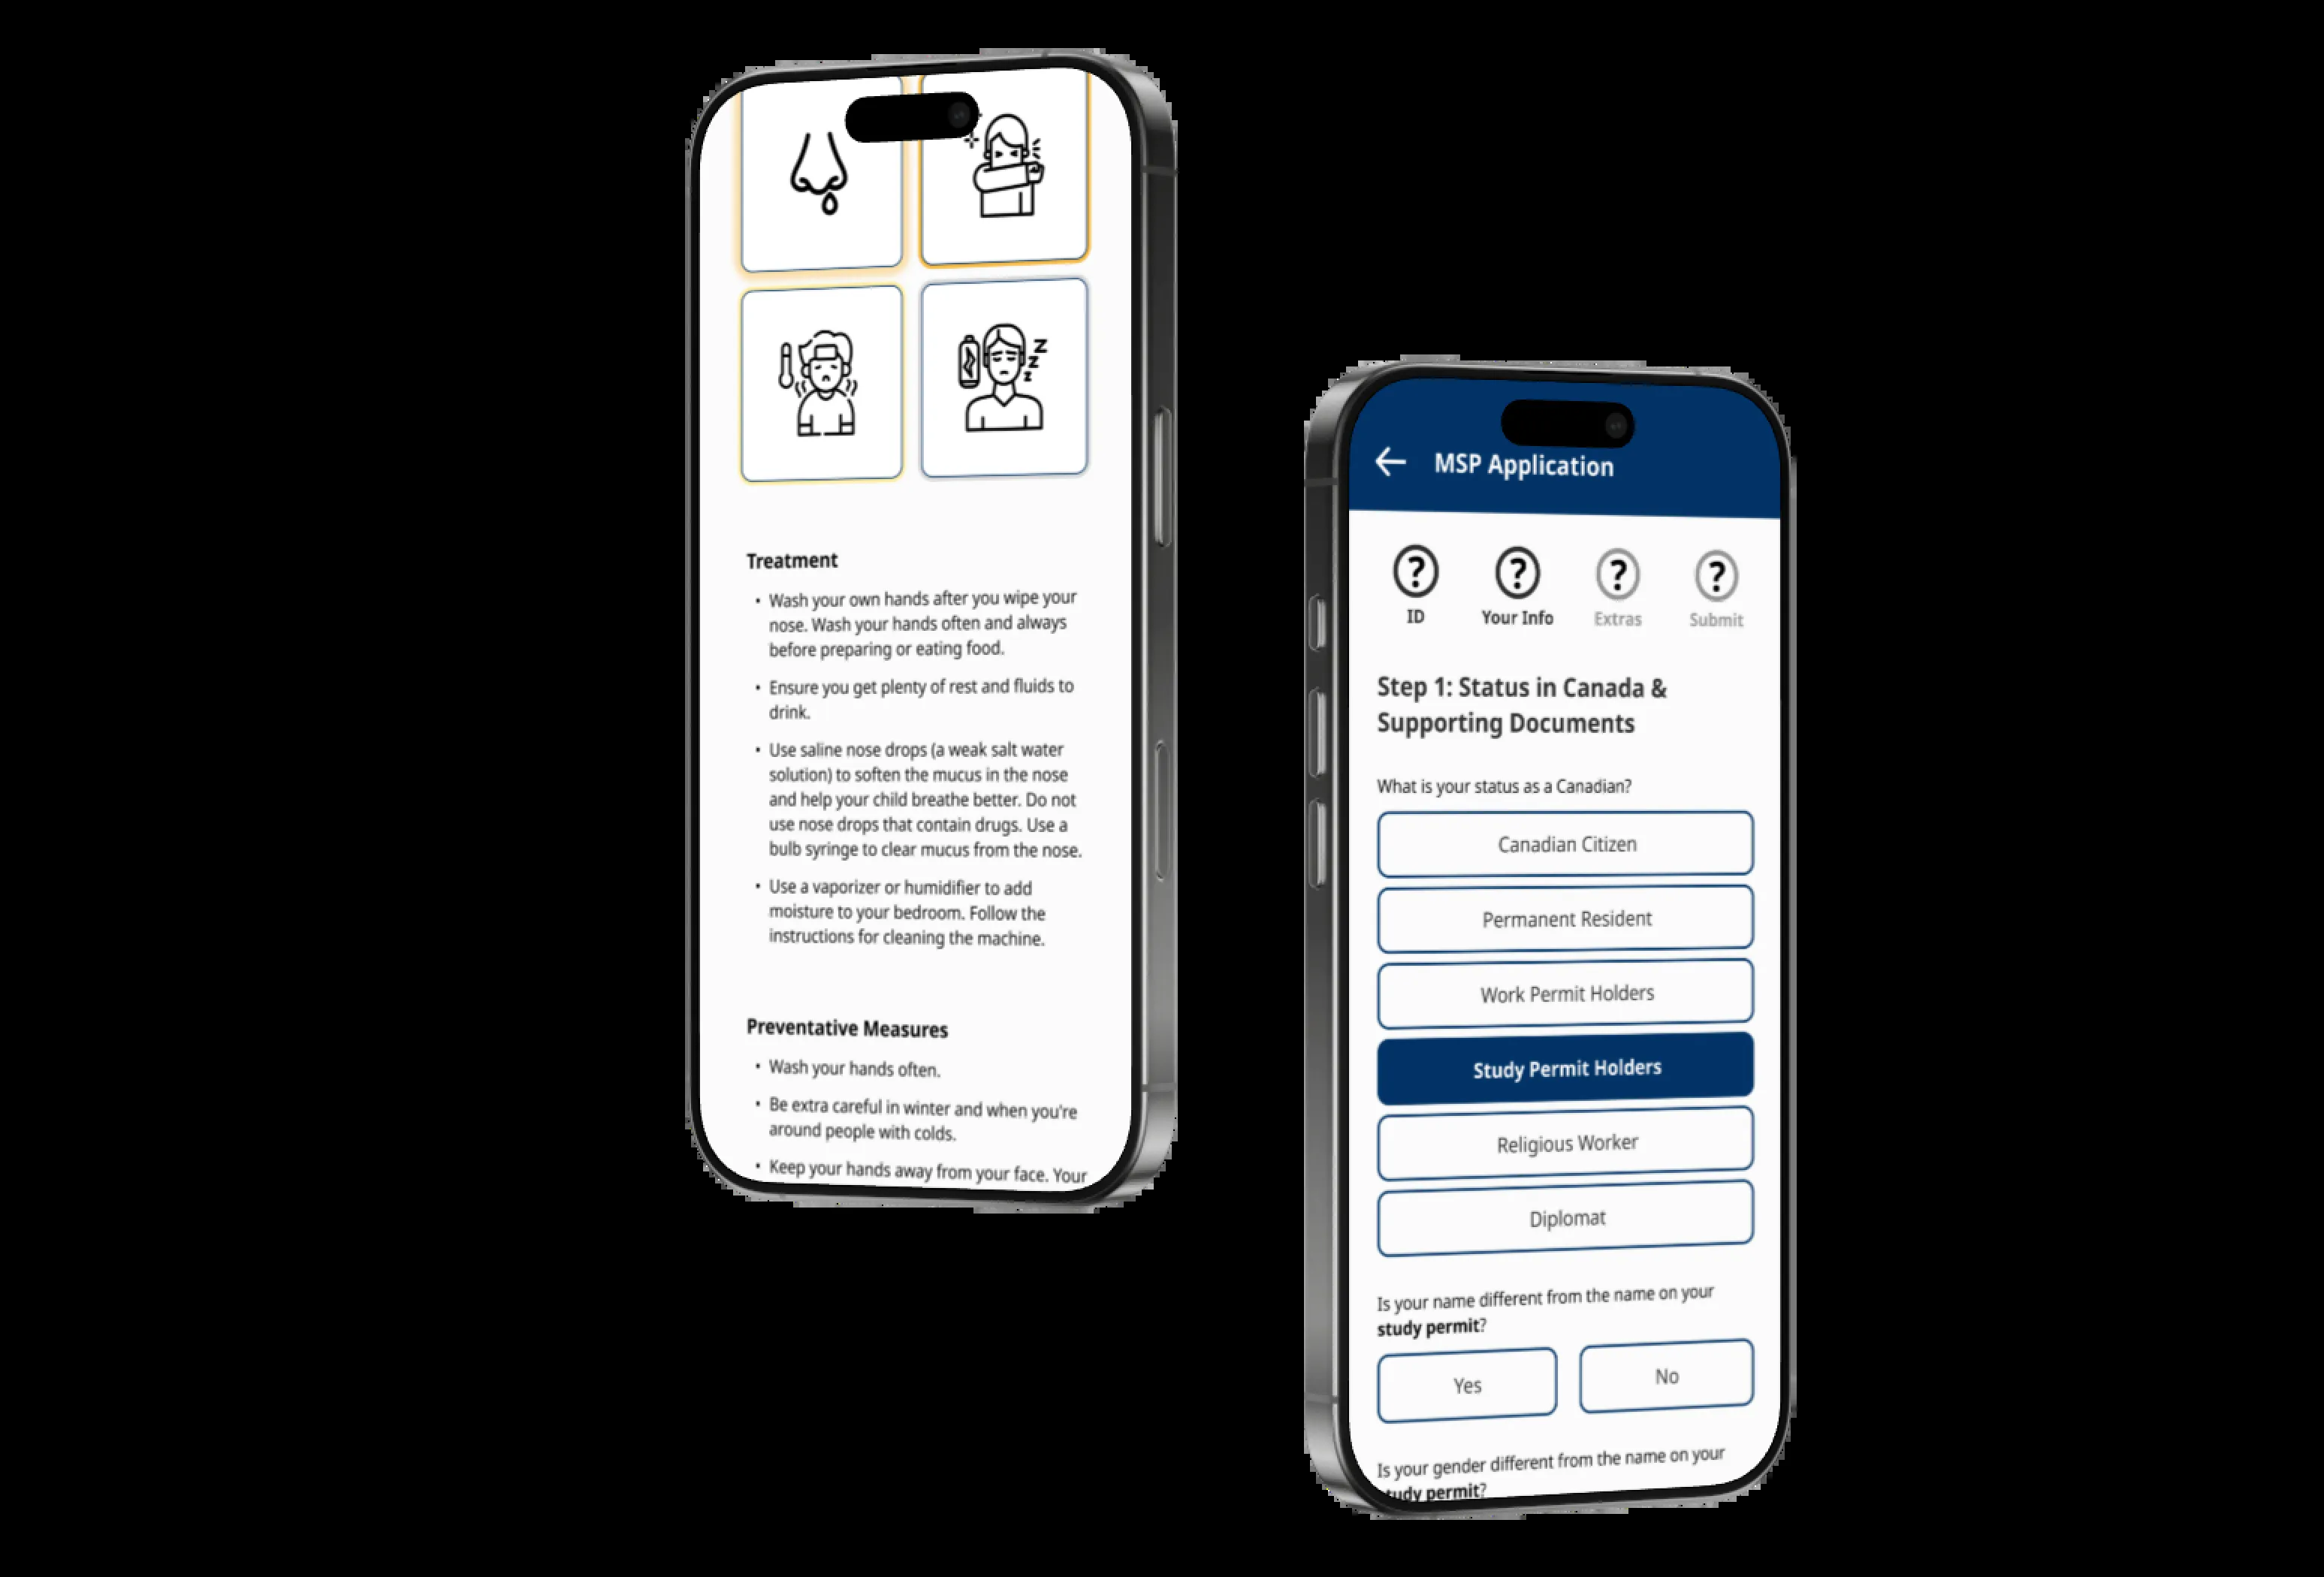 Treatment
• Wash your own hands after you wipe your
nose. Wash your hands often and always
before preparing or eating food.
• Ensure you get plenty of rest and fluids to
drink.
• Use saline nose drops (a weak salt water
solution) to soften the mucus in the nose
and help your child breathe better. Do not
use nose drops that contain drugs. Use a
bulb syringe to clear mucus from the nose.
• Use a vaporizer or humidifier to add
moisture to your bedroom. Follow the
instructions for cleaning the machine.
Preventative Measures
• Wash your hands often.
• Be extra careful in winter and when you're
around people with colds.
• Keep your hands away from your face. Your
MSP Application
? ? ? ?
ID Your Info Extras Submit
Step 1: Status in Canada &
Supporting Documents
What is your status as a Canadian?
Canadian Citizen
Permanent Resident
Work Permit Holders
Study Permit Holders
Religious Worker
Diplomat
Is your name different from the name on your
study permit?
Yes No
Is your gender different from the name on your
study permit?